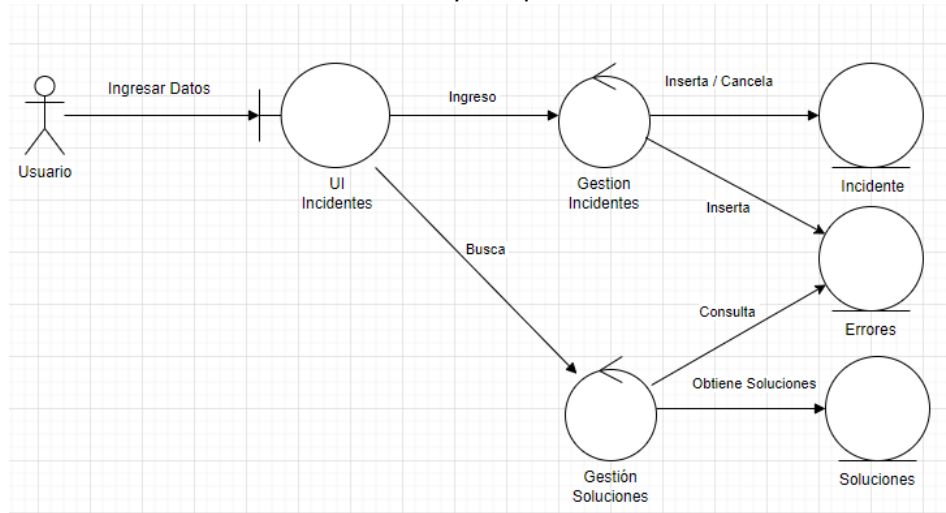 Ingresar Datos
Usuario
UI
Incidentes
Ingreso
Gestion
Incidentes
Inserta / Cancela
Incidente
Inserta
Busca
Consulta
Errores
Obtiene Soluciones
Gestión
Soluciones
Soluciones